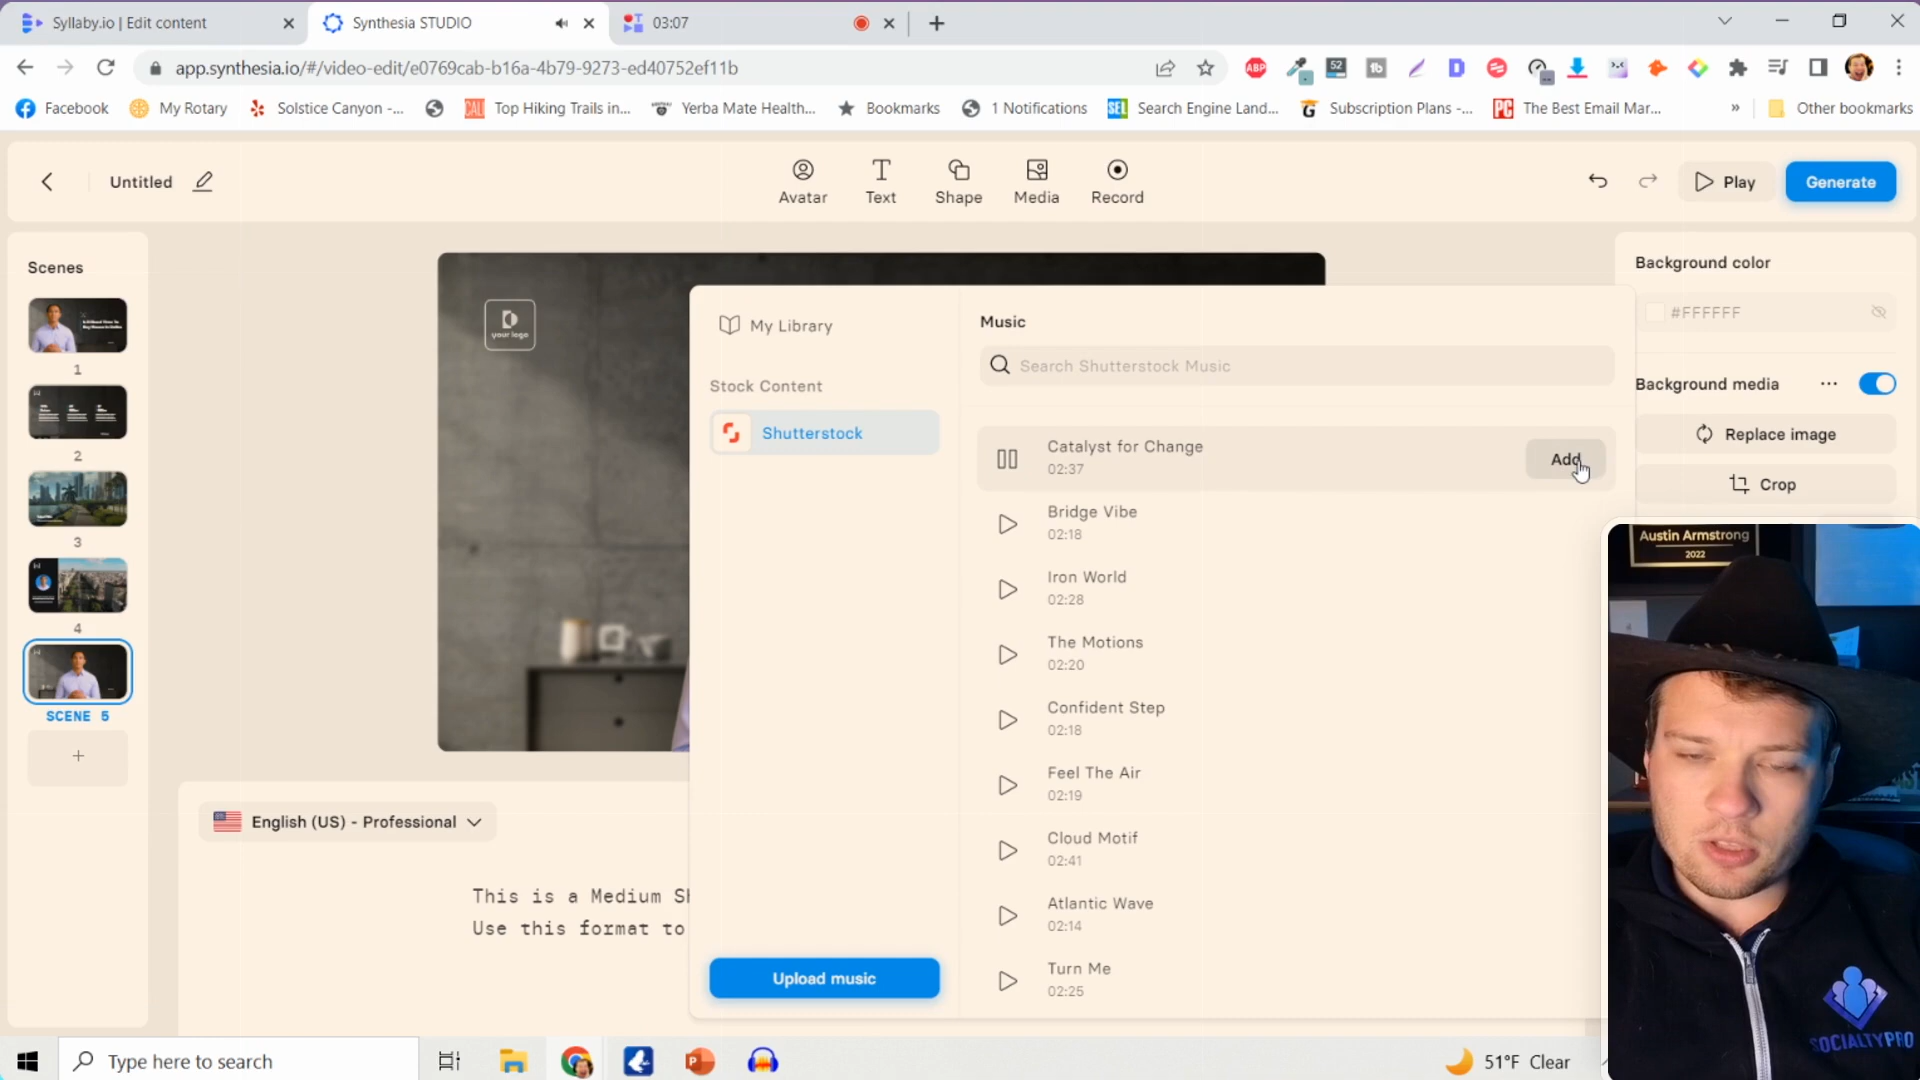 Syllaby.io | Edit content
Synthesia STUDIO
03:07
app.synthesia.io/#/video-edit/e0769cab-b16a-4b79-9273-ed40752ef11b
ABP
52
Facebook
My Rotary
Solstice Canyon -...
Top Hiking Trails in...
Yerba Mate Health...
Bookmarks
1 Notifications
SEL
Search Engine Land...
Subscription Plans -...
PC
The Best Email Mar...
»
Other bookmarks
Untitled
Avatar
Text
Shape
Media
Record
Play
Generate
Scenes
1
2
3
4
SCENE 5
+
your logo
My Library
Stock Content
Shutterstock
Upload music
Music
Search Shutterstock Music
Catalyst for Change
02:37
Add
Bridge Vibe
02:18
Iron World
02:28
The Motions
02:20
Confident Step
02:18
Feel The Air
02:19
Cloud Motif
02:41
Atlantic Wave
02:14
Turn Me
02:25
Background color
#FFFFFF
Background media
Replace image
Crop
English (US) - Professional
This is a Medium Sh
Use this format to
Austin Armstrong
2022
SOCIALTYPRO
Type here to search
51°F Clear